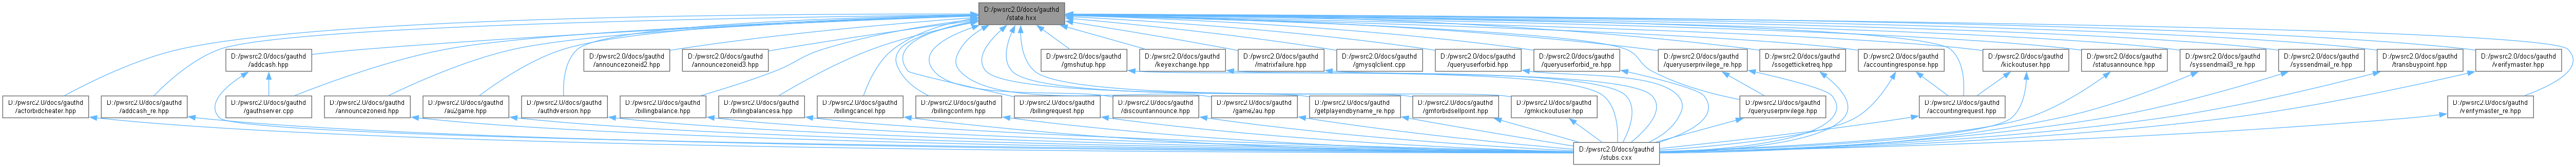 D:/pwsrc2.0/docs/gauthd
/state.hxx
D:/pwsrc2.0/docs/gauthd
/addcash.hpp
D:/pwsrc2.0/docs/gauthd
/announcezoneid2.hpp
D:/pwsrc2.0/docs/gauthd
/announcezoneid3.hpp
D:/pwsrc2.0/docs/gauthd
/gmshutup.hpp
D:/pwsrc2.0/docs/gauthd
/keyexchange.hpp
D:/pwsrc2.0/docs/gauthd
/matrixfailure.hpp
D:/pwsrc2.0/docs/gauthd
/gmysqlclient.cpp
D:/pwsrc2.0/docs/gauthd
/queryuserforbid.hpp
D:/pwsrc2.0/docs/gauthd
/queryuserforbid_re.hpp
D:/pwsrc2.0/docs/gauthd
/queryuserprivilege_re.hpp
D:/pwsrc2.0/docs/gauthd
/ssogetticketreq.hpp
D:/pwsrc2.0/docs/gauthd
/accountingresponse.hpp
D:/pwsrc2.0/docs/gauthd
/kickoutuser.hpp
D:/pwsrc2.0/docs/gauthd
/statusannounce.hpp
D:/pwsrc2.0/docs/gauthd
/syssendmail3_re.hpp
D:/pwsrc2.0/docs/gauthd
/syssendmail_re.hpp
D:/pwsrc2.0/docs/gauthd
/transbuypoint.hpp
D:/pwsrc2.0/docs/gauthd
/verifymaster.hpp
D:/pwsrc2.0/docs/gauthd
/acforbidcheater.hpp
D:/pwsrc2.0/docs/gauthd
/addcash_re.hpp
D:/pwsrc2.0/docs/gauthd
/gauthserver.cpp
D:/pwsrc2.0/docs/gauthd
/announcezoneid.hpp
D:/pwsrc2.0/docs/gauthd
/au2game.hpp
D:/pwsrc2.0/docs/gauthd
/authdversion.hpp
D:/pwsrc2.0/docs/gauthd
/billingbalance.hpp
D:/pwsrc2.0/docs/gauthd
/billingbalancesa.hpp
D:/pwsrc2.0/docs/gauthd
/billingcancel.hpp
D:/pwsrc2.0/docs/gauthd
/billingconfirm.hpp
D:/pwsrc2.0/docs/gauthd
/billingrequest.hpp
D:/pwsrc2.0/docs/gauthd
/discountannounce.hpp
D:/pwsrc2.0/docs/gauthd
/game2au.hpp
D:/pwsrc2.0/docs/gauthd
/getplayeridbyname_re.hpp
D:/pwsrc2.0/docs/gauthd
/gmforbidsellpoint.hpp
D:/pwsrc2.0/docs/gauthd
/gmkickoutuser.hpp
D:/pwsrc2.0/docs/gauthd
/queryuserprivilege.hpp
D:/pwsrc2.0/docs/gauthd
/accountingrequest.hpp
D:/pwsrc2.0/docs/gauthd
/verifymaster_re.hpp
D:/pwsrc2.0/docs/gauthd
/stubs.cxx